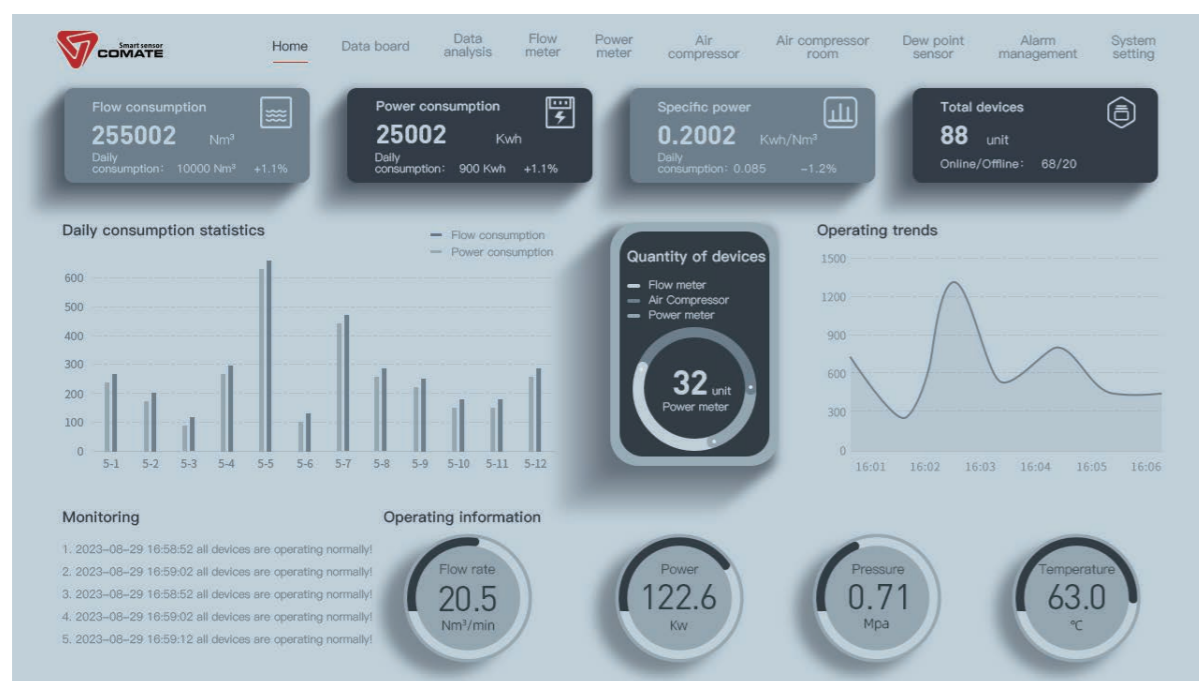 Smart sensor
COMATE
Home
Data board
Data
analysis
Flow
meter
Power
meter
Air
compressor
Air compressor
room
Dew point
sensor
Alarm
management
System
setting
Flow consumption
255002 Nm³
Daily
consumption: 10000 Nm³ +1.1%
Power consumption
25002 Kwh
Daily
consumption: 900 Kwh +1.1%
Specific power
0.2002 Kwh/Nm³
Daily
consumption: 0.085 -1.2%
Total devices
88 unit
Online/Offline: 68/20
Daily consumption statistics
Flow consumption
Power consumption
600
500
400
300
200
100
0
5-1 5-2 5-3 5-4 5-5 5-6 5-7 5-8 5-9 5-10 5-11 5-12
Quantity of devices
Flow meter
Air Compressor
Power meter
32 unit
Power meter
Operating trends
1500
1200
900
600
300
0
16:01 16:02 16:03 16:04 16:05 16:06
Monitoring
1. 2023-08-29 16:58:52 all devices are operating normally!
2. 2023-08-29 16:59:02 all devices are operating normally!
3. 2023-08-29 16:58:52 all devices are operating normally!
4. 2023-08-29 16:59:02 all devices are operating normally!
5. 2023-08-29 16:59:12 all devices are operating normally!
Operating information
Flow rate
20.5
Nm³/min
Power
122.6
Kw
Pressure
0.71
Mpa
Temperature
63.0
°C